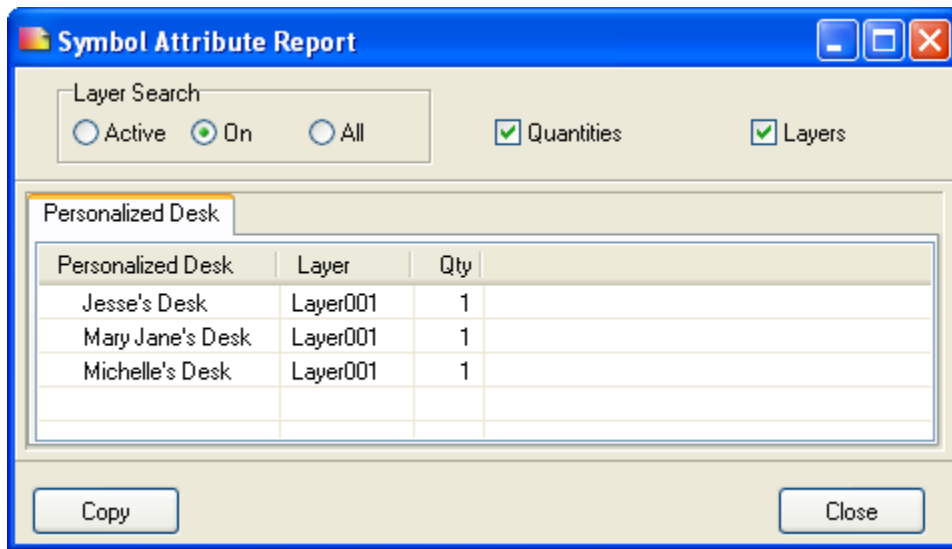 Symbol Attribute Report
Layer Search
Active On All Quantities Layers
Personalized Desk
Personalized Desk Layer Qty
Jesse's Desk Layer001 1
Mary Jane's Desk Layer001 1
Michelle's Desk Layer001 1
Copy Close